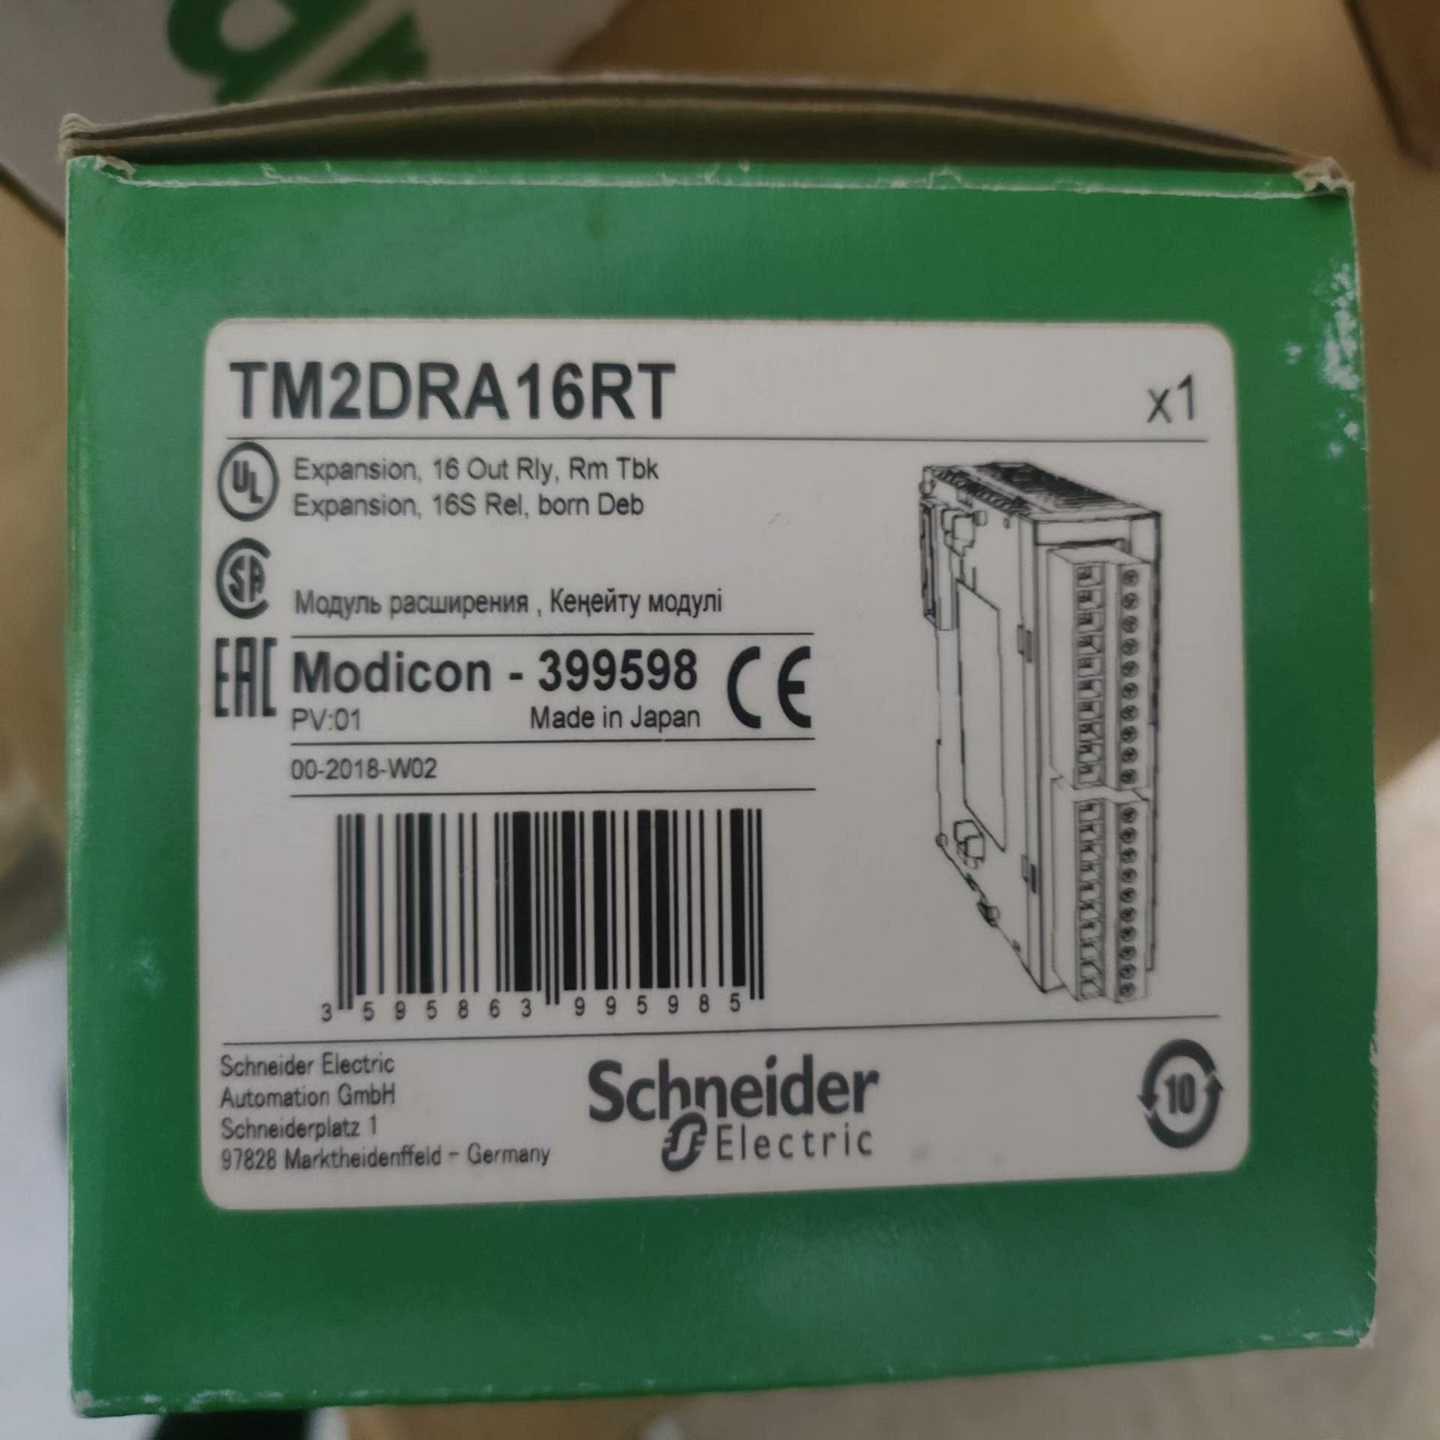 TM2DRA16RT
x1
UL
Expansion, 16 Out Rly, Rm Tbk
Expansion, 16S Rel, born Deb
SA
Модуль расширения , Кеңейту модулі
EAC
Modicon - 399598
CE
PV:01
Made in Japan
00-2018-W02
3 595863 995985
Schneider Electric
Automation GmbH
Schneiderplatz 1
97828 Marktheidenffeld - Germany
Schneider
Electric
10